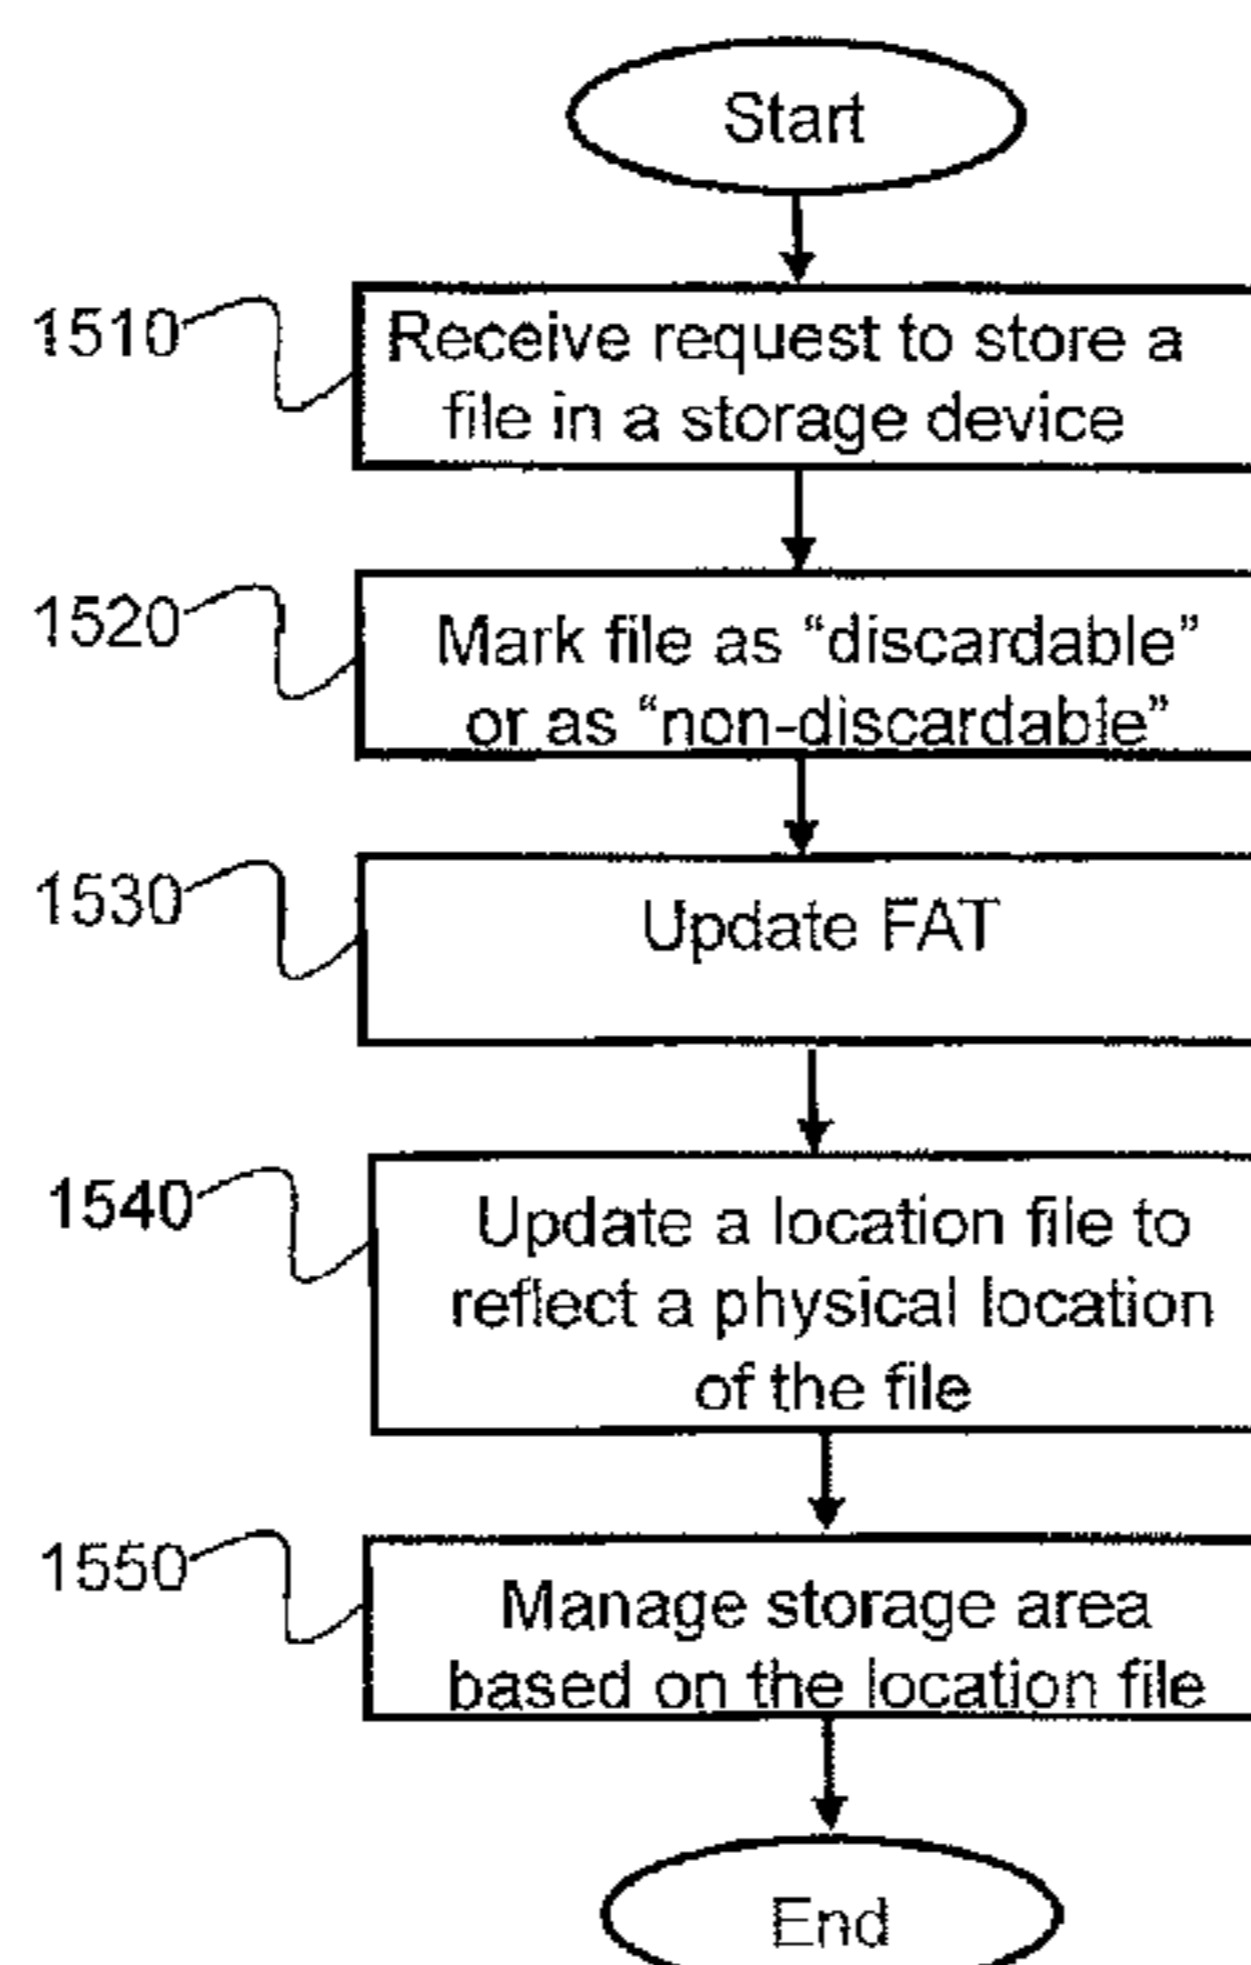 Start
1510
Receive request to store a
file in a storage device
1520
Mark file as “discardable”
or as “non-discardable”
1530
Update FAT
1540
Update a location file to
reflect a physical location
of the file
1550
Manage storage area
based on the location file
End